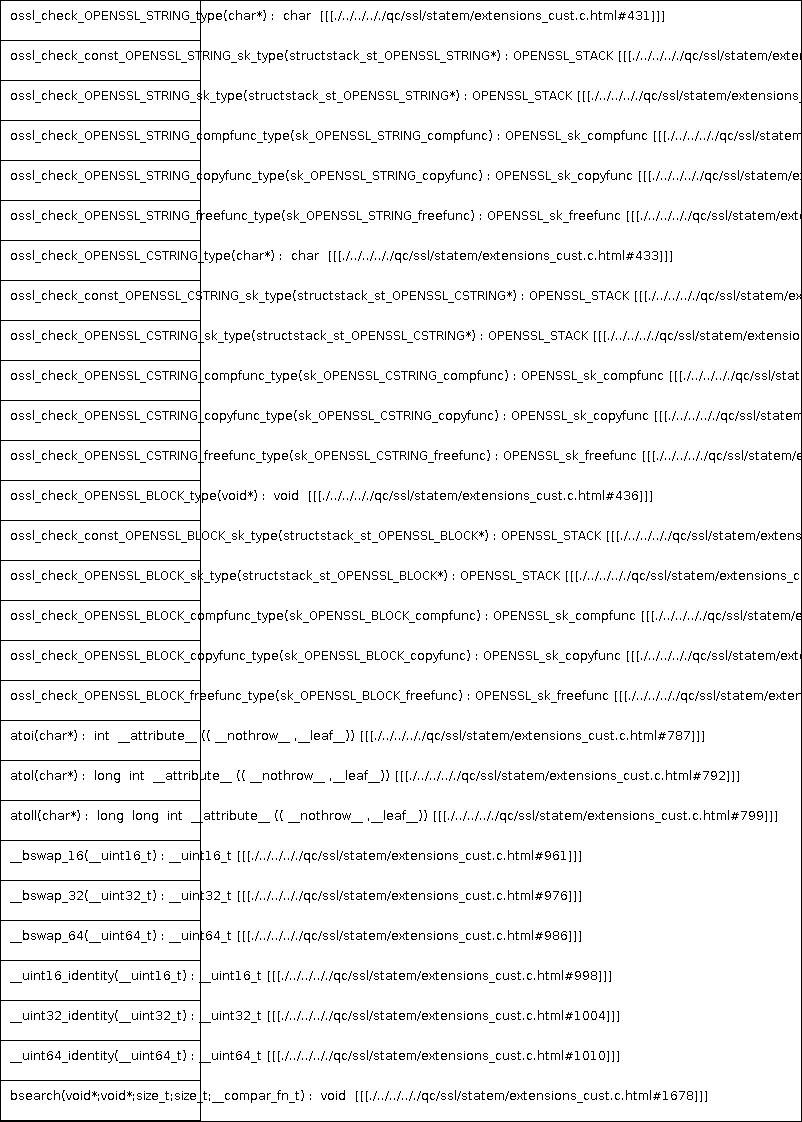 ossl_check_OPENSSL_STRING_type(char*) : char [[[./../../.././qc/ssl/statem/extensions_cust.c.html#431]]]
ossl_check_const_OPENSSL_STRING_sk_type(structstack_st_OPENSSL_STRING*) : OPENSSL_STACK [[[./../../.././qc/ssl/statem/exten
ossl_check_OPENSSL_STRING_sk_type(structstack_st_OPENSSL_STRING*) : OPENSSL_STACK [[[./../../.././qc/ssl/statem/extensions_
ossl_check_OPENSSL_STRING_compfunc_type(sk_OPENSSL_STRING_compfunc) : OPENSSL_sk_compfunc [[[./../../.././qc/ssl/statem
ossl_check_OPENSSL_STRING_copyfunc_type(sk_OPENSSL_STRING_copyfunc) : OPENSSL_sk_copyfunc [[[./../../.././qc/ssl/statem/e
ossl_check_OPENSSL_STRING_freefunc_type(sk_OPENSSL_STRING_freefunc) : OPENSSL_sk_freefunc [[[./../../.././qc/ssl/statem/ext
ossl_check_OPENSSL_CSTRING_type(char*) : char [[[./../../.././qc/ssl/statem/extensions_cust.c.html#433]]]
ossl_check_const_OPENSSL_CSTRING_sk_type(structstack_st_OPENSSL_CSTRING*) : OPENSSL_STACK [[[./../../.././qc/ssl/statem/ex
ossl_check_OPENSSL_CSTRING_sk_type(structstack_st_OPENSSL_CSTRING*) : OPENSSL_STACK [[[./../../.././qc/ssl/statem/extensio
ossl_check_OPENSSL_CSTRING_compfunc_type(sk_OPENSSL_CSTRING_compfunc) : OPENSSL_sk_compfunc [[[./../../.././qc/ssl/stat
ossl_check_OPENSSL_CSTRING_copyfunc_type(sk_OPENSSL_CSTRING_copyfunc) : OPENSSL_sk_copyfunc [[[./../../.././qc/ssl/statem
ossl_check_OPENSSL_CSTRING_freefunc_type(sk_OPENSSL_CSTRING_freefunc) : OPENSSL_sk_freefunc [[[./../../.././qc/ssl/statem/e
ossl_check_OPENSSL_BLOCK_type(void*) : void [[[./../../.././qc/ssl/statem/extensions_cust.c.html#436]]]
ossl_check_const_OPENSSL_BLOCK_sk_type(structstack_st_OPENSSL_BLOCK*) : OPENSSL_STACK [[[./../../.././qc/ssl/statem/extens
ossl_check_OPENSSL_BLOCK_sk_type(structstack_st_OPENSSL_BLOCK*) : OPENSSL_STACK [[[./../../.././qc/ssl/statem/extensions_c
ossl_check_OPENSSL_BLOCK_compfunc_type(sk_OPENSSL_BLOCK_compfunc) : OPENSSL_sk_compfunc [[[./../../.././qc/ssl/statem/e
ossl_check_OPENSSL_BLOCK_copyfunc_type(sk_OPENSSL_BLOCK_copyfunc) : OPENSSL_sk_copyfunc [[[./../../.././qc/ssl/statem/ext
ossl_check_OPENSSL_BLOCK_freefunc_type(sk_OPENSSL_BLOCK_freefunc) : OPENSSL_sk_freefunc [[[./../../.././qc/ssl/statem/exten
atoi(char*) : int __attribute__ (( __nothrow__ ,__leaf__)) [[[./../../.././qc/ssl/statem/extensions_cust.c.html#787]]]
atol(char*) : long int __attribute__ (( __nothrow__ ,__leaf__)) [[[./../../.././qc/ssl/statem/extensions_cust.c.html#792]]]
atoll(char*) : long long int __attribute__ (( __nothrow__ ,__leaf__)) [[[./../../.././qc/ssl/statem/extensions_cust.c.html#799]]]
__bswap_16(__uint16_t) : __uint16_t [[[./../../.././qc/ssl/statem/extensions_cust.c.html#961]]]
__bswap_32(__uint32_t) : __uint32_t [[[./../../.././qc/ssl/statem/extensions_cust.c.html#976]]]
__bswap_64(__uint64_t) : __uint64_t [[[./../../.././qc/ssl/statem/extensions_cust.c.html#986]]]
__uint16_identity(__uint16_t) : __uint16_t [[[./../../.././qc/ssl/statem/extensions_cust.c.html#998]]]
__uint32_identity(__uint32_t) : __uint32_t [[[./../../.././qc/ssl/statem/extensions_cust.c.html#1004]]]
__uint64_identity(__uint64_t) : __uint64_t [[[./../../.././qc/ssl/statem/extensions_cust.c.html#1010]]]
bsearch(void*;void*;size_t;size_t;__compar_fn_t) : void [[[./../../.././qc/ssl/statem/extensions_cust.c.html#1678]]]